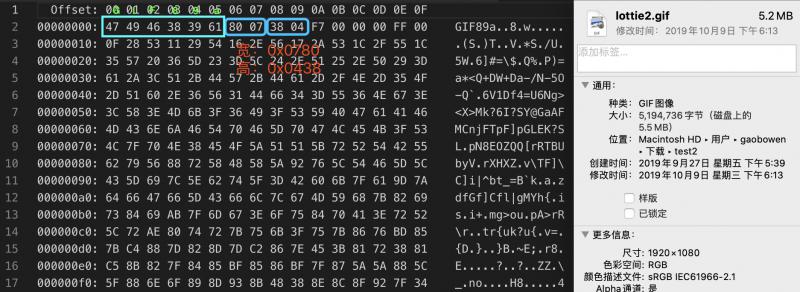 1 Offset: 00 01 02 03 04 05 06 07 08 09 0A 0B 0C 0D 0E 0F
2 00000000: 47 49 46 38 39 61 80 07 38 04 F7 00 00 FF 00 GIF89a..8.w.....
宽：0x0780
高：0x0438
3 00000010: 0F 28 53 11 29 54 16 2E 56 17 2A 53 1C 2F 55 1C .(S.)T..V.*S./U.
4 00000020: 35 57 20 36 5D 23 3D 5C 24 2E 51 25 2E 50 29 3D 5W.6]#=\$.Q%.P)=
5 00000030: 61 2A 3C 51 2B 44 57 2B 44 61 2D 2F 4E 2D 35 4F a*<Q+DW+Da-/N-5O
6 00000040: 2D 51 60 2E 36 56 31 44 66 34 3D 55 36 4E 67 3E -Q`.6V1Df4=U6Ng>
7 00000050: 3C 58 3E 4D 6B 3F 36 49 3F 53 59 40 47 61 41 46 <X>Mk?6I?SY@GaAF
8 00000060: 4D 43 6E 6A 46 54 70 46 5D 70 47 4C 45 4B 3F 53 MCnjFTpF]pGLEK?S
9 00000070: 4C 7F 70 4E 38 45 4F 5A 51 51 5B 72 52 54 42 55 L.pN8EOZQQ[rRTBU
10 00000080: 62 79 56 88 72 58 48 58 5A 92 76 5C 54 46 5D 5C byV.rXHXZ.v\TF]\
11 00000090: 43 5D 69 7C 5E 62 74 5F 3D 42 60 6B 7F 61 9D 7A C]i|^bt_=B`k.a.z
12 000000a0: 64 66 47 66 5D 43 66 6C 7C 67 4D 59 68 7B 82 69 dfGf]Cfl|gMYh{.i
13 000000b0: 73 84 69 AB 7F 6D 67 6F 75 84 70 41 3E 72 52
14 000000c0: 5C 72 AE 80 74 72 7B 75 6B 3F 75 7B 86 76 BD 85 \r..tr{uk?u{.v=.
15 000000d0: 7B C4 88 7D 82 8D 7D C2 86 7E 45 3B 81 72 38 81 {D.}..}B.~E;.r8.
16 000000e0: C5 8B 82 7F 84 85 BF 85 86 BF 7F 87 5A 88 5C
17 000000f0: 5F 88 6E 6F 89 8D 93 8B 48 38 8E 8C 8F 92 7F 34
lottie2.gif 5.2 MB
修改时间：2019年10月9日 下午6:13
添加标签...
通用：
种类：GIF图像
大小：5,194,736 字节（磁盘上的
5.5 MB）
位置：Macintosh HD ▸ 用户 ▸ gaobowen
▸ 下载 ▸ test2
创建时间：2019年9月27日 星期五 下午5:39
修改时间：2019年10月9日 星期三 下午6:13
样版
已锁定
更多信息：
尺寸：1920×1080
色彩空间：RGB
颜色描述文件：sRGB IEC61966-2.1
Alpha通道：是